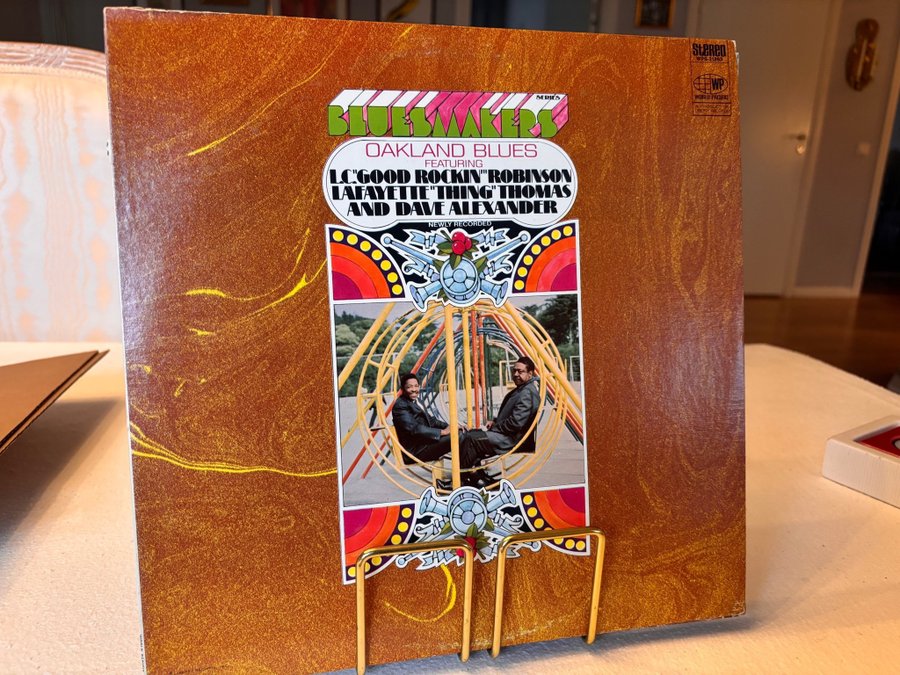 Stereo
WP
WORLD PACIFIC
SERIES
BLUESMAKERS
OAKLAND BLUES
FEATURING
L.C."GOOD ROCKIN'"ROBINSON
LAFAYETTE"THING"THOMAS
AND DAVE ALEXANDER
NEWLY RECORDED